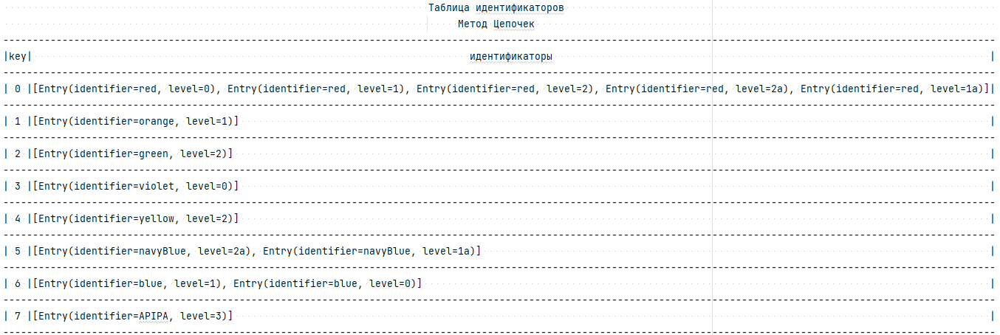 Таблица идентификаторов
Метод Цепочек
--------------------------------------------------------------------------------------------------------------------------------------------------------------------------
|key| идентификаторы |
--------------------------------------------------------------------------------------------------------------------------------------------------------------------------
| 0 |[Entry(identifier=red, level=0), Entry(identifier=red, level=1), Entry(identifier=red, level=2), Entry(identifier=red, level=2a), Entry(identifier=red, level=1a)]|
--------------------------------------------------------------------------------------------------------------------------------------------------------------------------
| 1 |[Entry(identifier=orange, level=1)] |
--------------------------------------------------------------------------------------------------------------------------------------------------------------------------
| 2 |[Entry(identifier=green, level=2)] |
--------------------------------------------------------------------------------------------------------------------------------------------------------------------------
| 3 |[Entry(identifier=violet, level=0)] |
--------------------------------------------------------------------------------------------------------------------------------------------------------------------------
| 4 |[Entry(identifier=yellow, level=2)] |
--------------------------------------------------------------------------------------------------------------------------------------------------------------------------
| 5 |[Entry(identifier=navyBlue, level=2a), Entry(identifier=navyBlue, level=1a)] |
--------------------------------------------------------------------------------------------------------------------------------------------------------------------------
| 6 |[Entry(identifier=blue, level=1), Entry(identifier=blue, level=0)] |
--------------------------------------------------------------------------------------------------------------------------------------------------------------------------
| 7 |[Entry(identifier=APIPA, level=3)] |
--------------------------------------------------------------------------------------------------------------------------------------------------------------------------